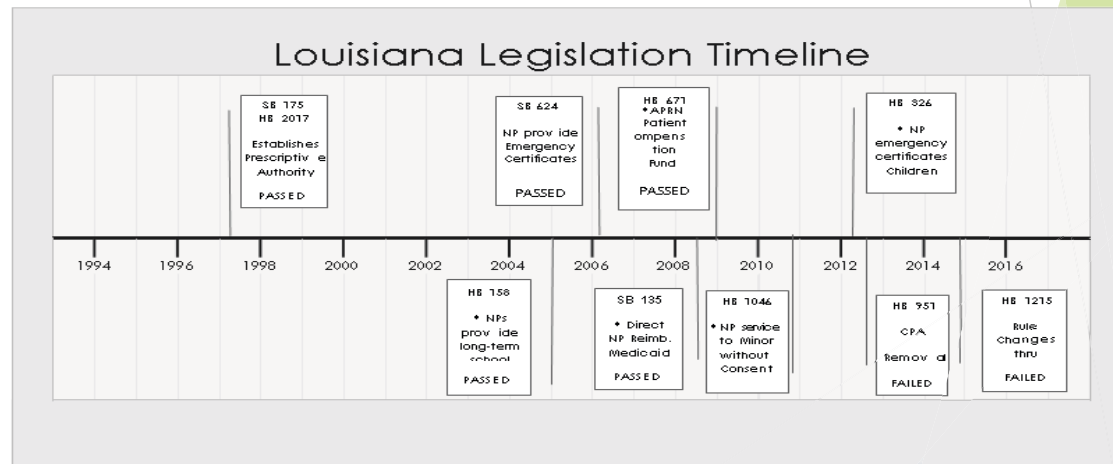 Louisiana Legislation Timeline
SB 175
HB 2017
Establishes
Prescriptiv e
Authority
PASSED
SB 624
NP prov ide
Emergency
Certificates
PASSED
HB 671
• APRN
Patient
ompens
tion
Fund
PASSED
HB 326
• NP
emergency
certificates
Children
1994 1996 1998 2000 2002 2004 2006 2008 2010 2012 2014 2016
HB 158
• NPs
prov ide
long-term
school
PASSED
SB 135
• Direct
NP Reimb.
Medicaid
PASSED
HB 1046
• NP service
to Minor
without
Consent
HB 951
CPA
Remov al
FAILED
HB 1215
Rule
Changes
thru
FAILED